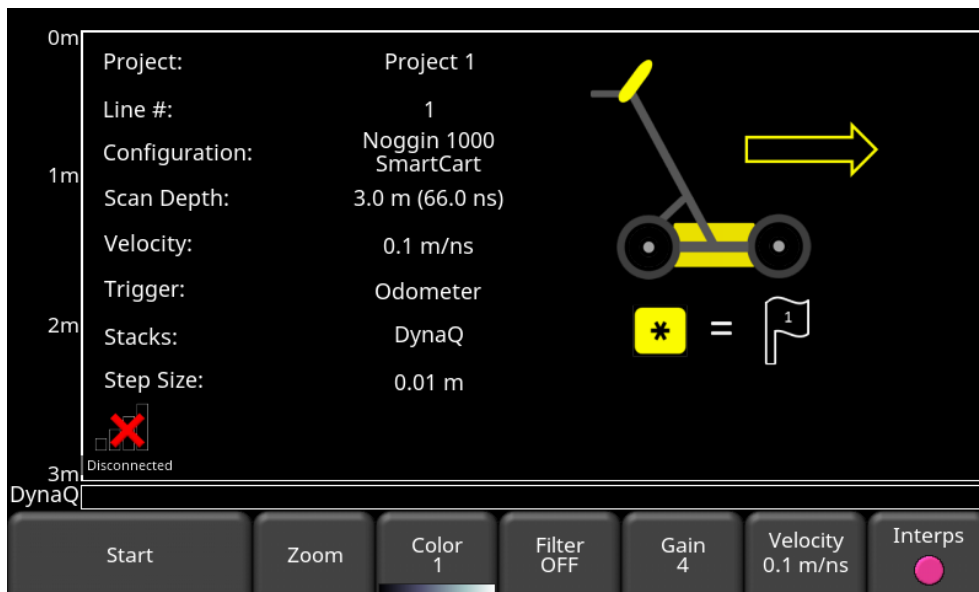 0m
Project: Project 1
Line #: 1
Configuration: Noggin 1000
SmartCart
1m
Scan Depth: 3.0 m (66.0 ns)
Velocity: 0.1 m/ns
Trigger: Odometer
2m
* = 1
Stacks: DynaQ
Step Size: 0.01 m
Disconnected
3m
DynaQ
Start
Zoom
Color
1
Filter
OFF
Gain
4
Velocity
0.1 m/ns
Interps